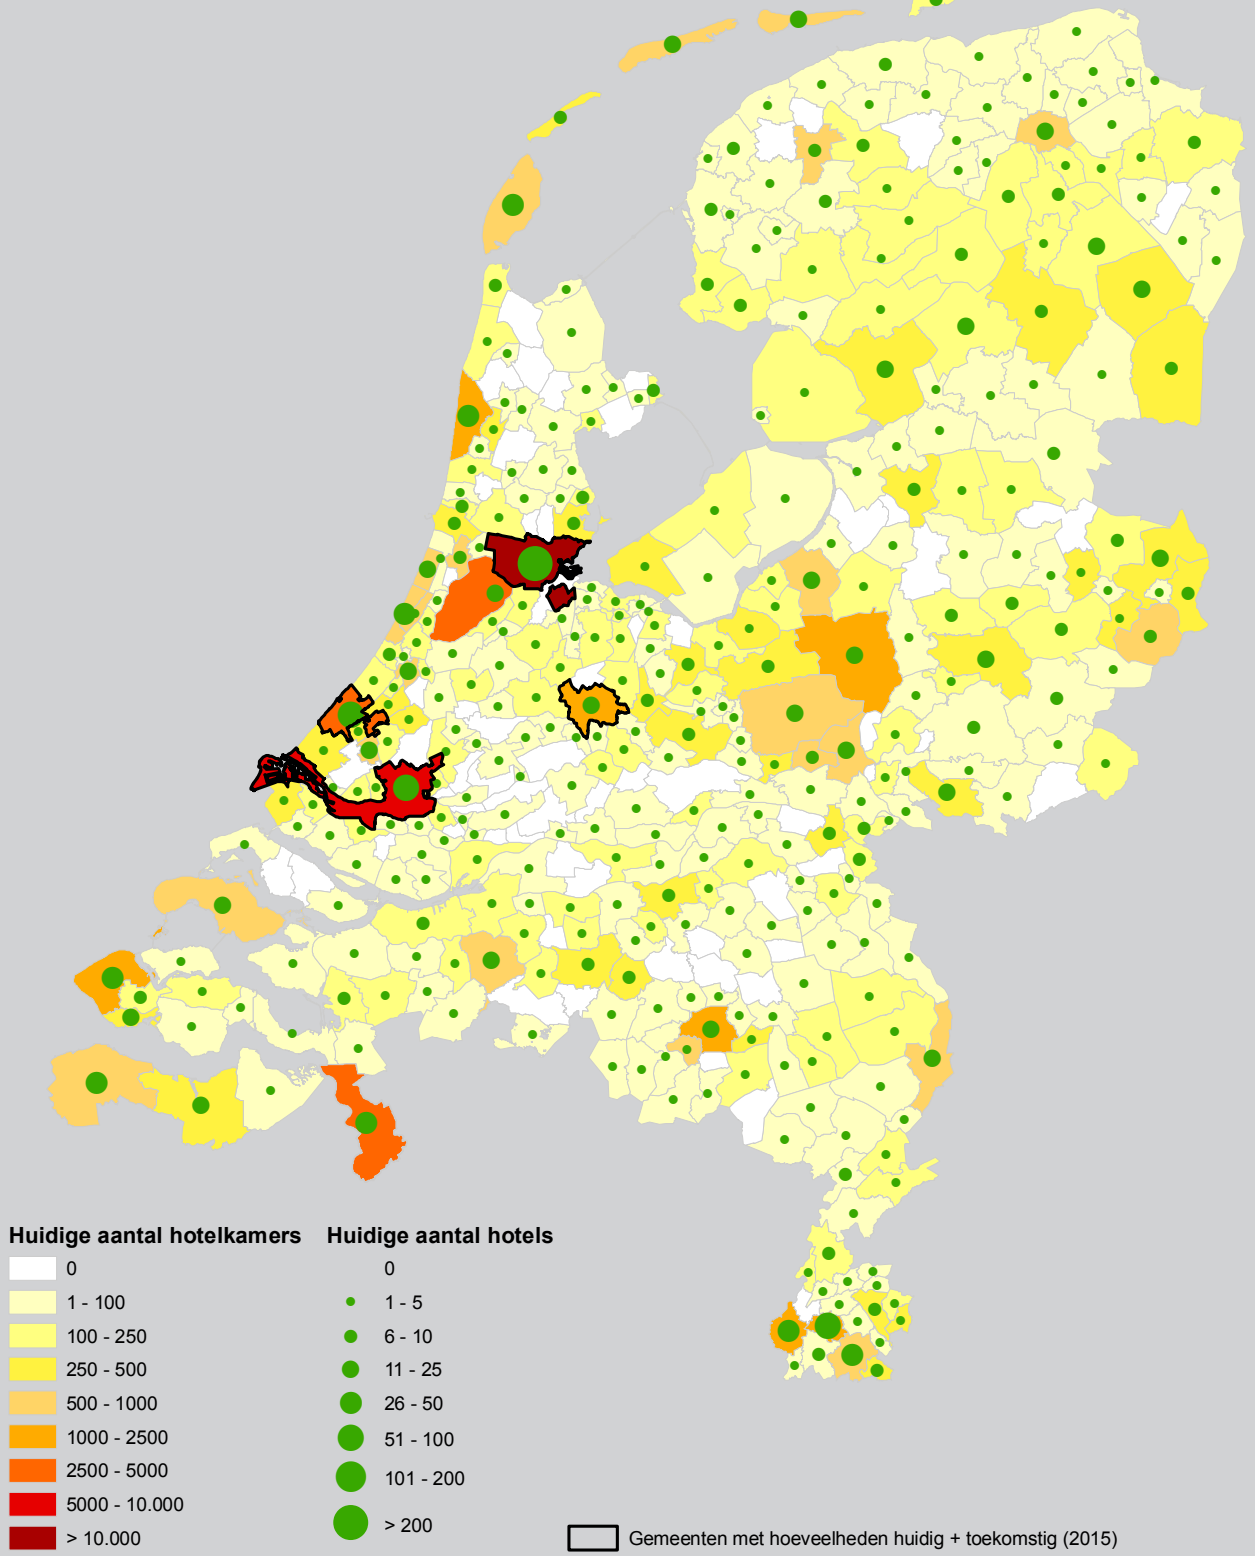 Huidige aantal hotelkamers
0
1 - 100
100 - 250
250 - 500
500 - 1000
1000 - 2500
2500 - 5000
5000 - 10.000
> 10.000
Huidige aantal hotels
0
1 - 5
6 - 10
11 - 25
26 - 50
51 - 100
101 - 200
> 200
Gemeenten met hoeveelheden huidig + toekomstig (2015)